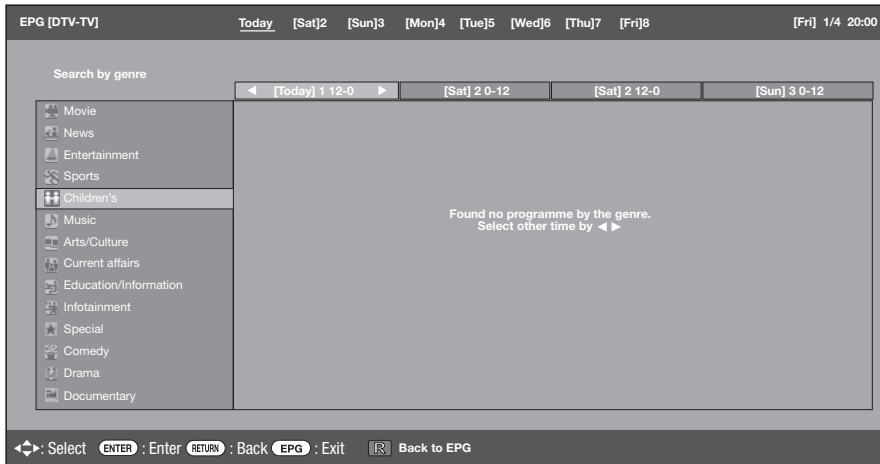 EPG [DTV-TV] Today [Sat]2 [Sun]3 [Mon]4 [Tue]5 [Wed]6 [Thu]7 [Fri]8 [Fri] 1/4 20:00
Search by genre
◀ [Today] 1 12-0 ▶ [Sat] 2 0-12 [Sat] 2 12-0 [Sun] 3 0-12
Movie
News
Entertainment
Sports
Children's
Music
Arts/Culture
Current affairs
Education/Information
Infotainment
Special
Comedy
Drama
Documentary
Found no programme by the genre.
Select other time by ◀ ▶
: Select ENTER : Enter RETURN : Back EPG : Exit R Back to EPG